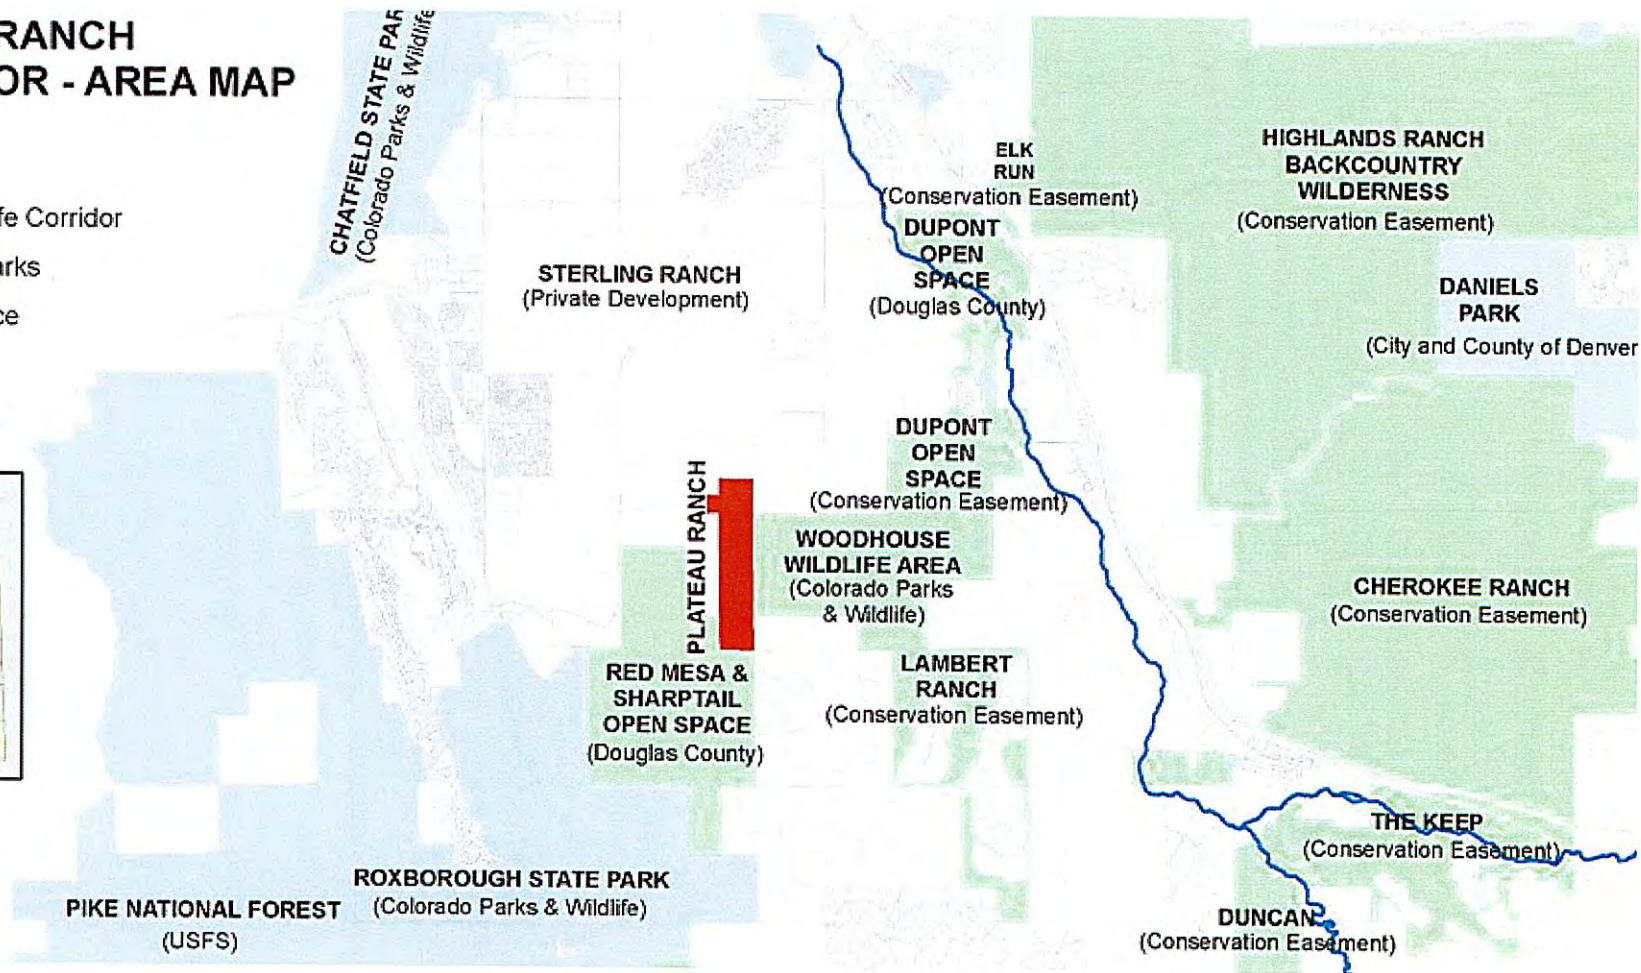 RANCH
OR - AREA MAP
fe Corridor
arks
ce
CHATFIELD STATE PAR
(Colorado Parks & Wildlife
STERLING RANCH
(Private Development)
ELK
RUN
(Conservation Easement)
DUPONT
OPEN
SPACE
(Douglas County)
HIGHLANDS RANCH
BACKCOUNTRY
WILDERNESS
(Conservation Easement)
DANIELS
PARK
(City and County of Denver
DUPONT
OPEN
SPACE
(Conservation Easement)
PLATEAU RANCH
WOODHOUSE
WILDLIFE AREA
(Colorado Parks
& Wildlife)
CHEROKEE RANCH
(Conservation Easement)
RED MESA &
SHARPTAIL
OPEN SPACE
(Douglas County)
LAMBERT
RANCH
(Conservation Easement)
THE KEEP
(Conservation Easement)
ROXBOROUGH STATE PARK
(Colorado Parks & Wildlife)
PIKE NATIONAL FOREST
(USFS)
DUNCAN
(Conservation Easement)